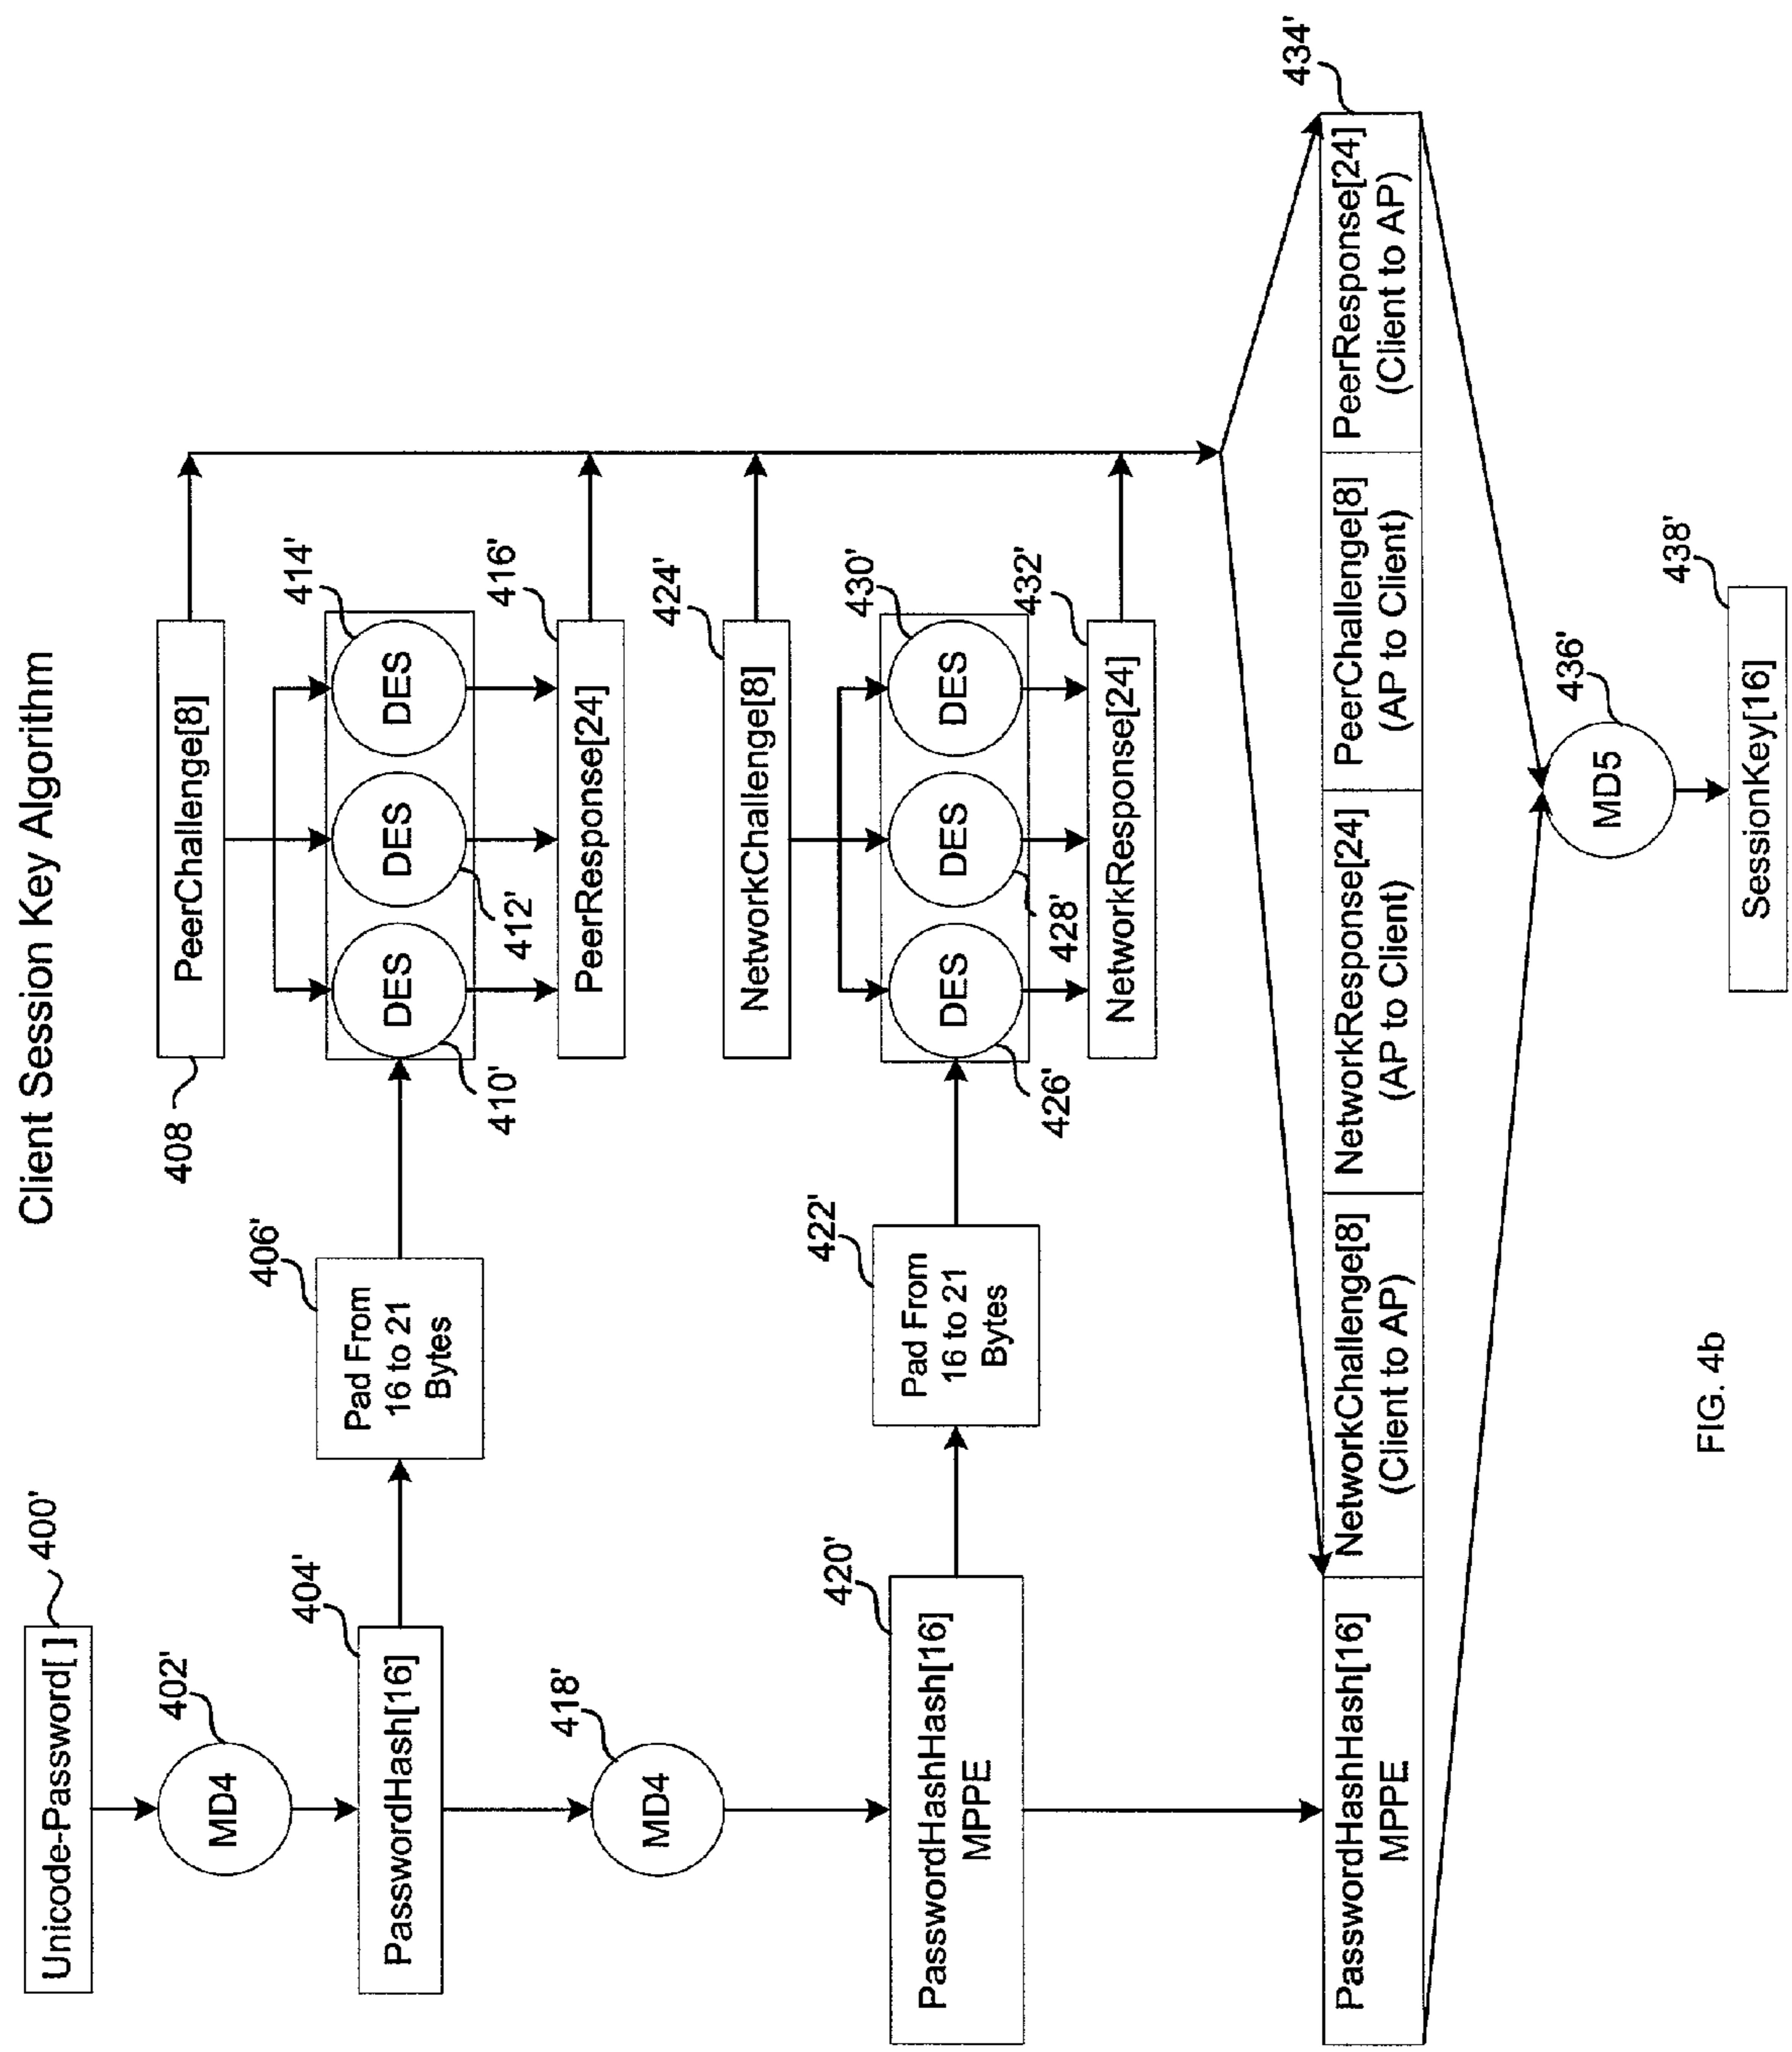 Client Session Key Algorithm
Unicode-Password[ ]
400'
MD4
402'
PasswordHash[16]
404'
Pad From
16 to 21
Bytes
406'
PeerChallenge[8]
408
DES
DES
DES
410'
412'
414'
PeerResponse[24]
416'
MD4
418'
PasswordHashHash[16]
MPPE
420'
Pad From
16 to 21
Bytes
422'
NetworkChallenge[8]
424'
DES
DES
DES
426'
428'
430'
NetworkResponse[24]
432'
PasswordHashHash[16]
MPPE
NetworkChallenge[8]
(Client to AP)
NetworkResponse[24]
(AP to Client)
PeerChallenge[8]
(AP to Client)
PeerResponse[24]
(Client to AP)
434'
MD5
436'
SessionKey[16]
438'
FIG. 4b